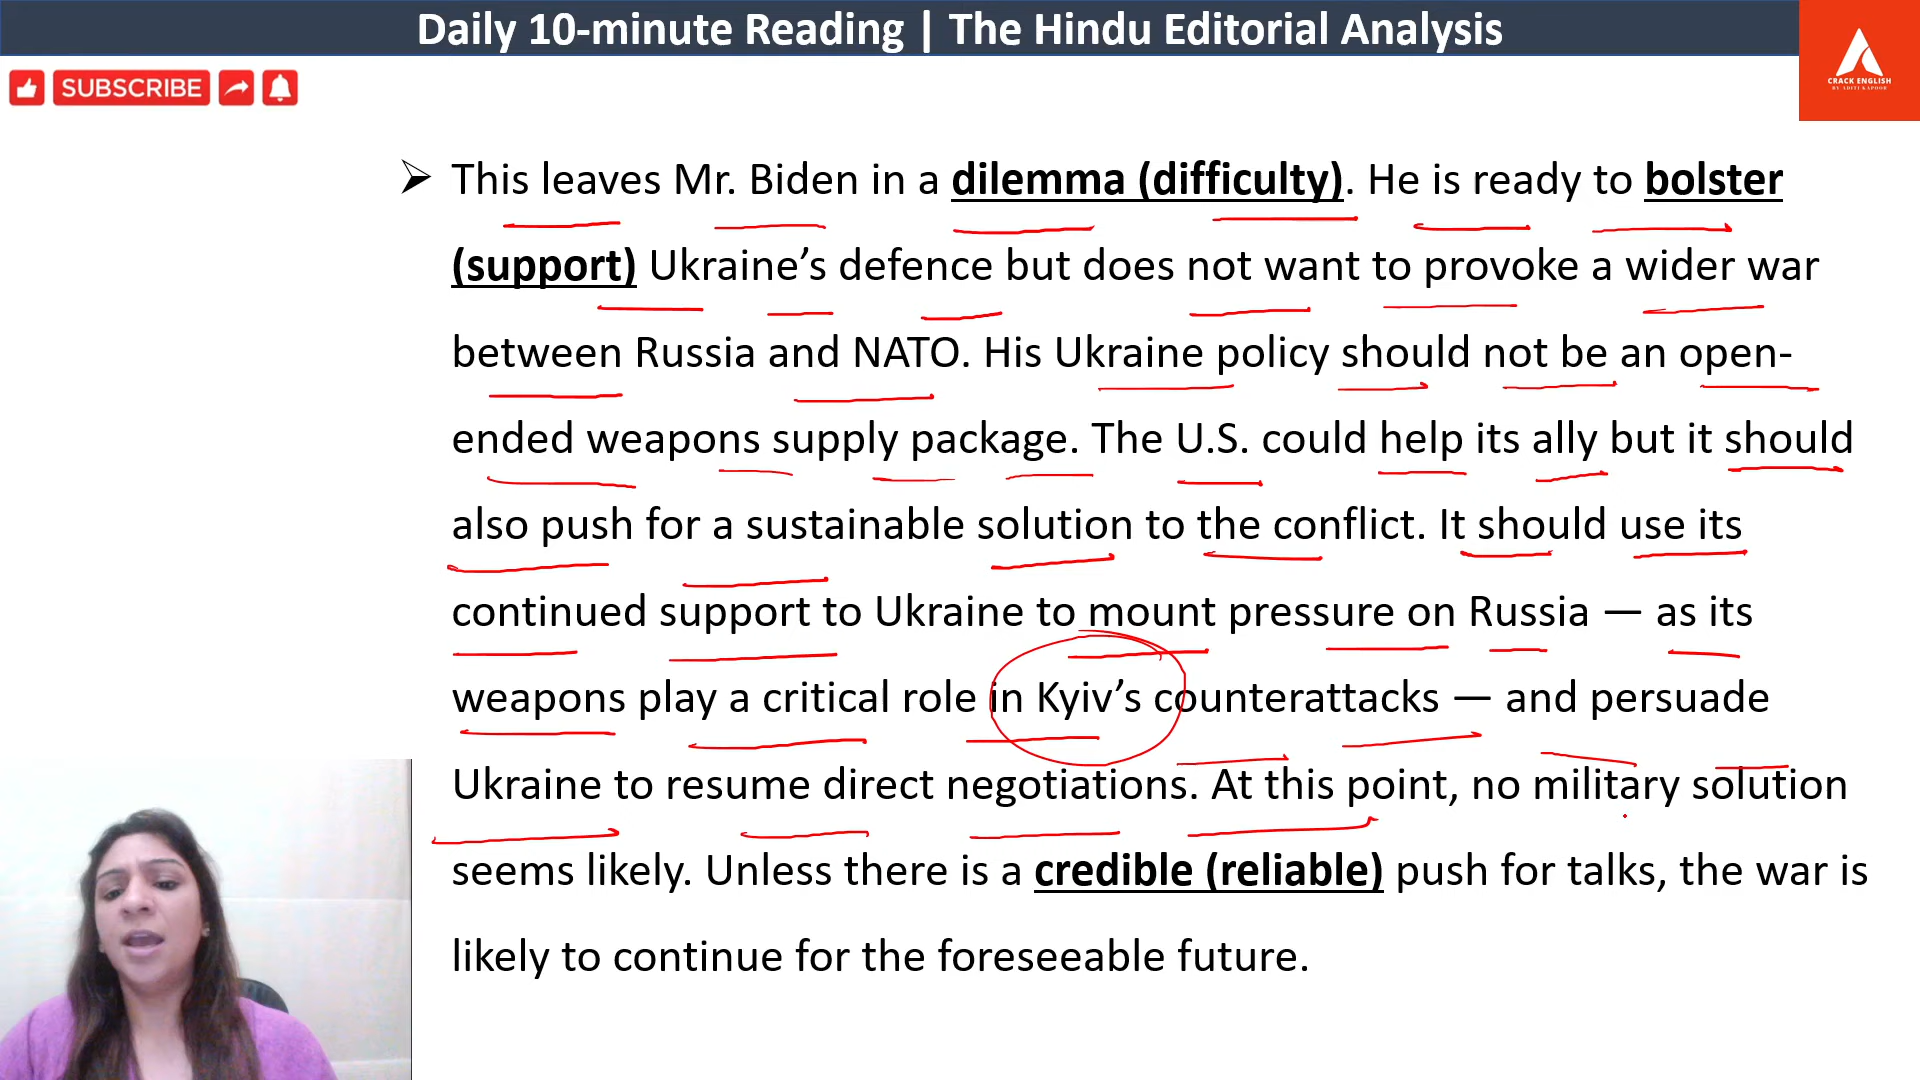 Daily 10-minute Reading | The Hindu Editorial Analysis
SUBSCRIBE
CRACK ENGLISH
BY ADITI KAPOOR
➢ This leaves Mr. Biden in a dilemma (difficulty). He is ready to bolster
(support) Ukraine’s defence but does not want to provoke a wider war
between Russia and NATO. His Ukraine policy should not be an open-
ended weapons supply package. The U.S. could help its ally but it should
also push for a sustainable solution to the conflict. It should use its
continued support to Ukraine to mount pressure on Russia — as its
weapons play a critical role in Kyiv’s counterattacks — and persuade
Ukraine to resume direct negotiations. At this point, no military solution
seems likely. Unless there is a credible (reliable) push for talks, the war is
likely to continue for the foreseeable future.